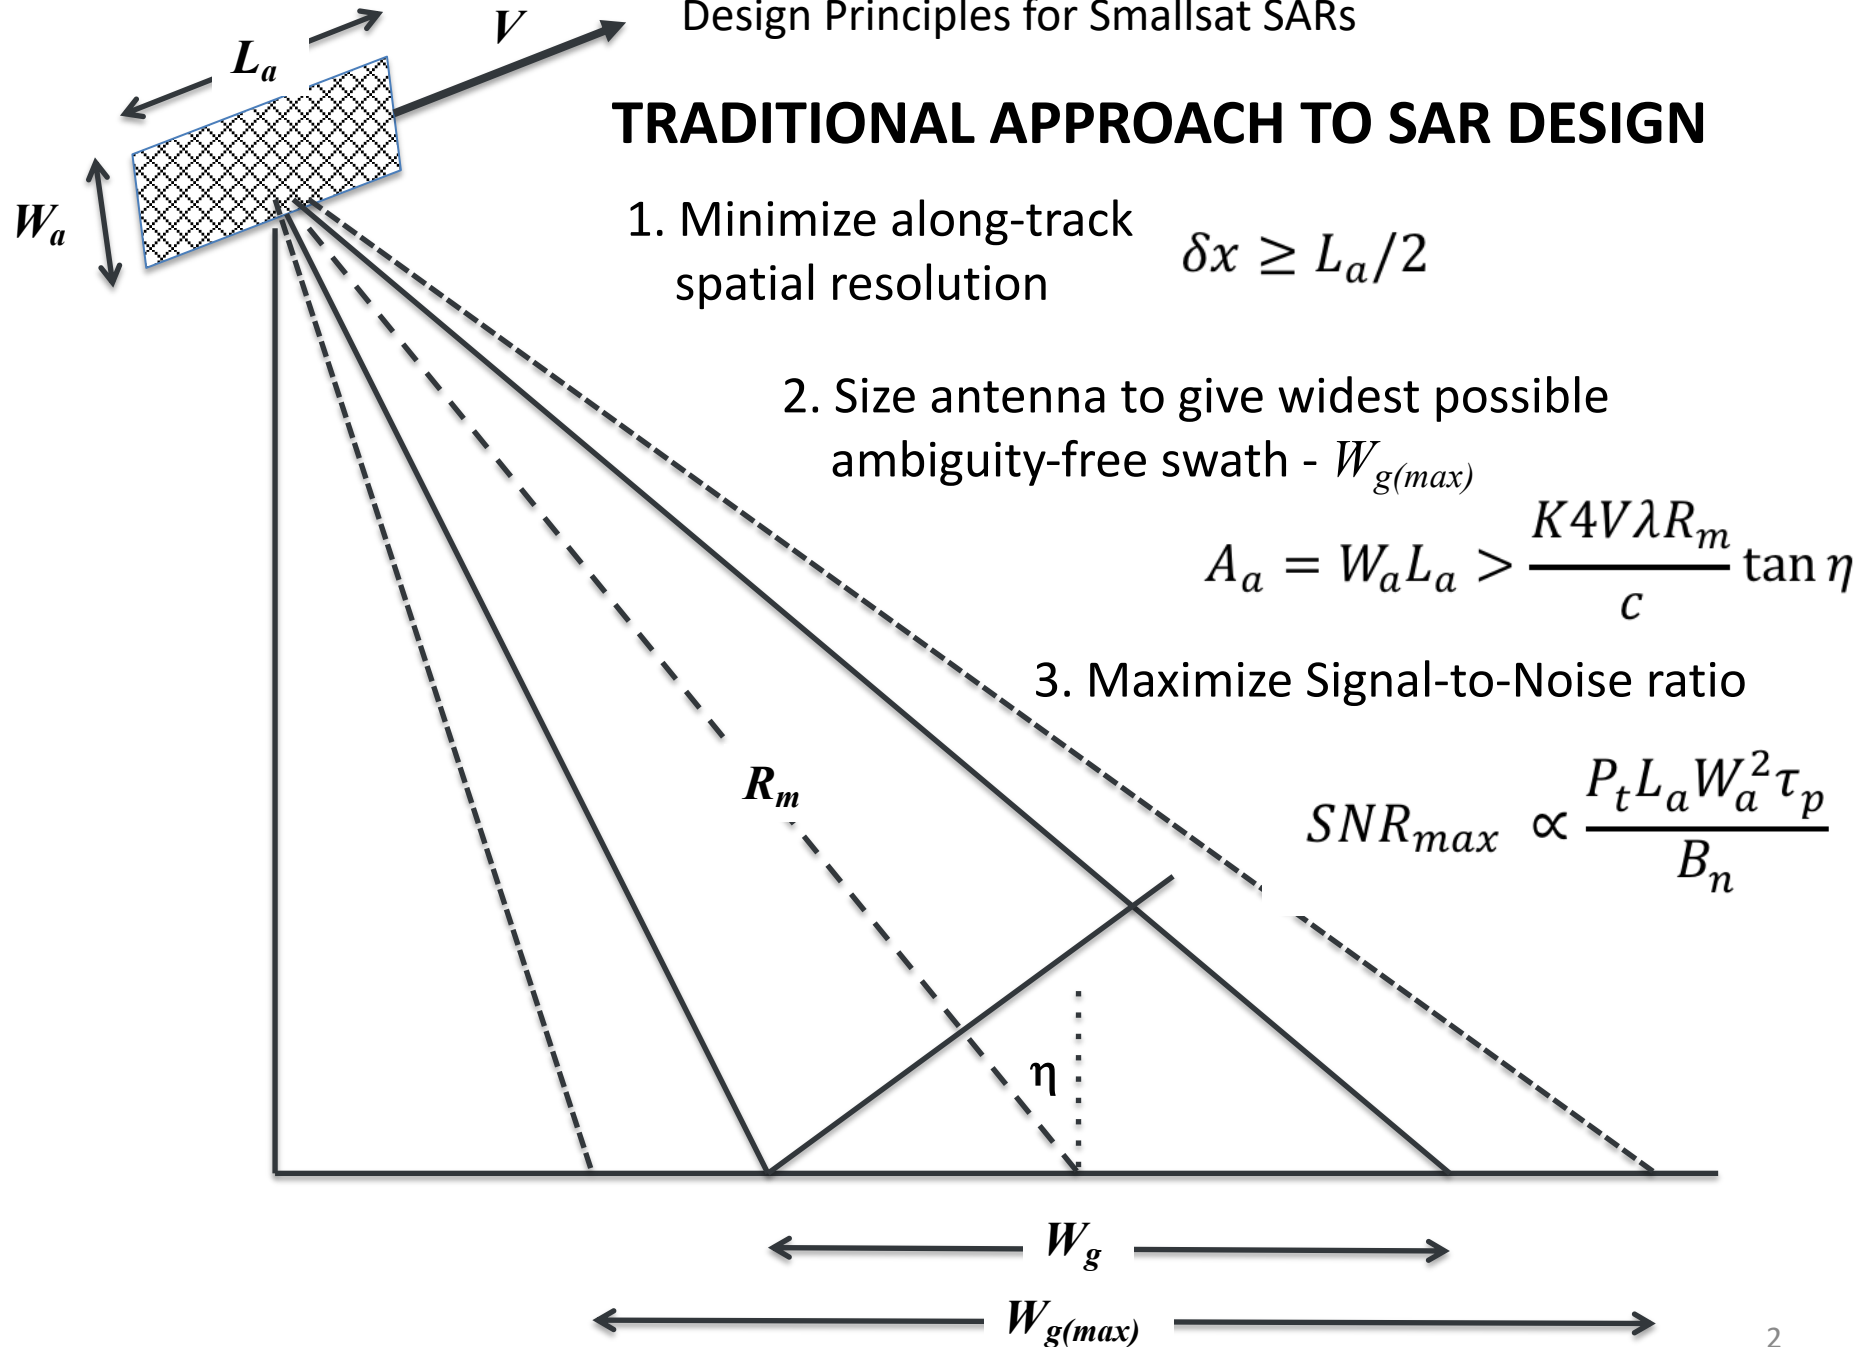 Design Principles for Smallsat SARs
TRADITIONAL APPROACH TO SAR DESIGN
L_a
V
W_a
1. Minimize along-track
spatial resolution
δx ≥ L_a/2
2. Size antenna to give widest possible
ambiguity-free swath - W_g(max)
A_a = W_a L_a > K4VλR_m / c tan η
3. Maximize Signal-to-Noise ratio
SNR_max ∝ P_t L_a W_a^2 τ_p / B_n
R_m
η
W_g
W_g(max)
2